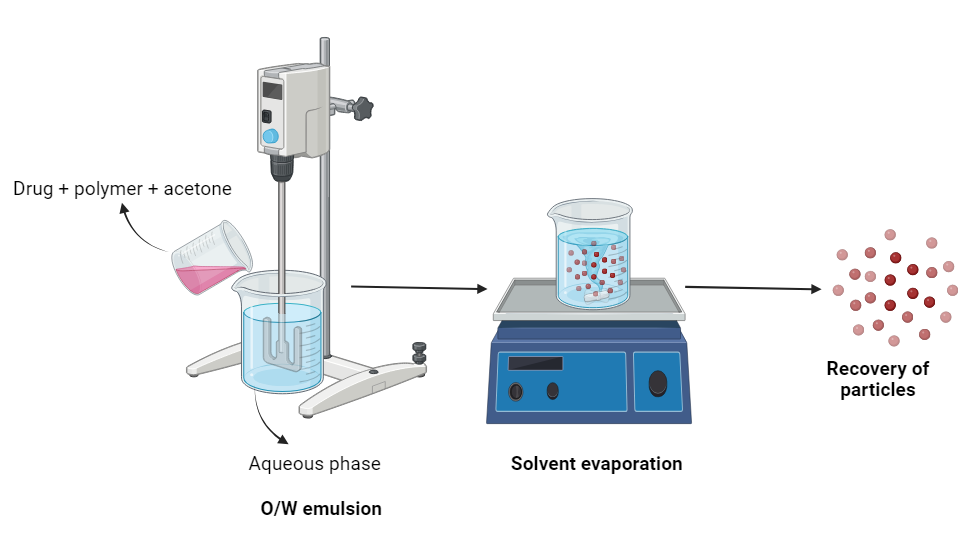 Drug + polymer + acetone
Aqueous phase
O/W emulsion
Solvent evaporation
Recovery of
particles